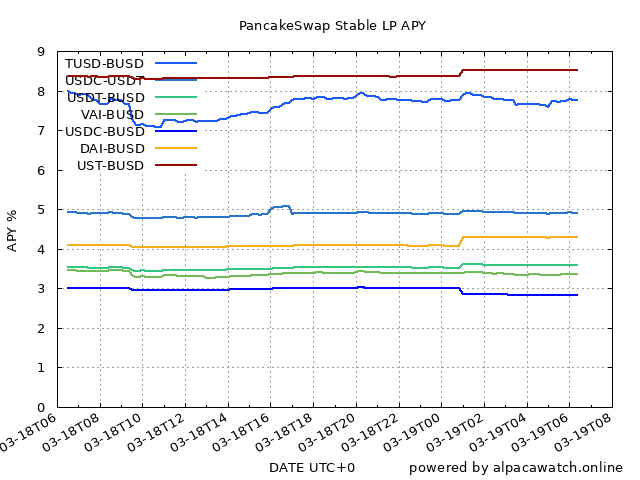 PancakeSwap Stable LP APY
9
8
7
6
5
4
3
2
1
0
APY %
TUSD-BUSD
USDC-USDT
USDT-BUSD
VAI-BUSD
USDC-BUSD
DAI-BUSD
UST-BUSD
03-18T06
03-18T08
03-18T10
03-18T12
03-18T14
03-18T16
03-18T18
03-18T20
03-18T22
03-19T00
03-19T02
03-19T04
03-19T06
03-19T08
DATE UTC+0
powered by alpacawatch.online